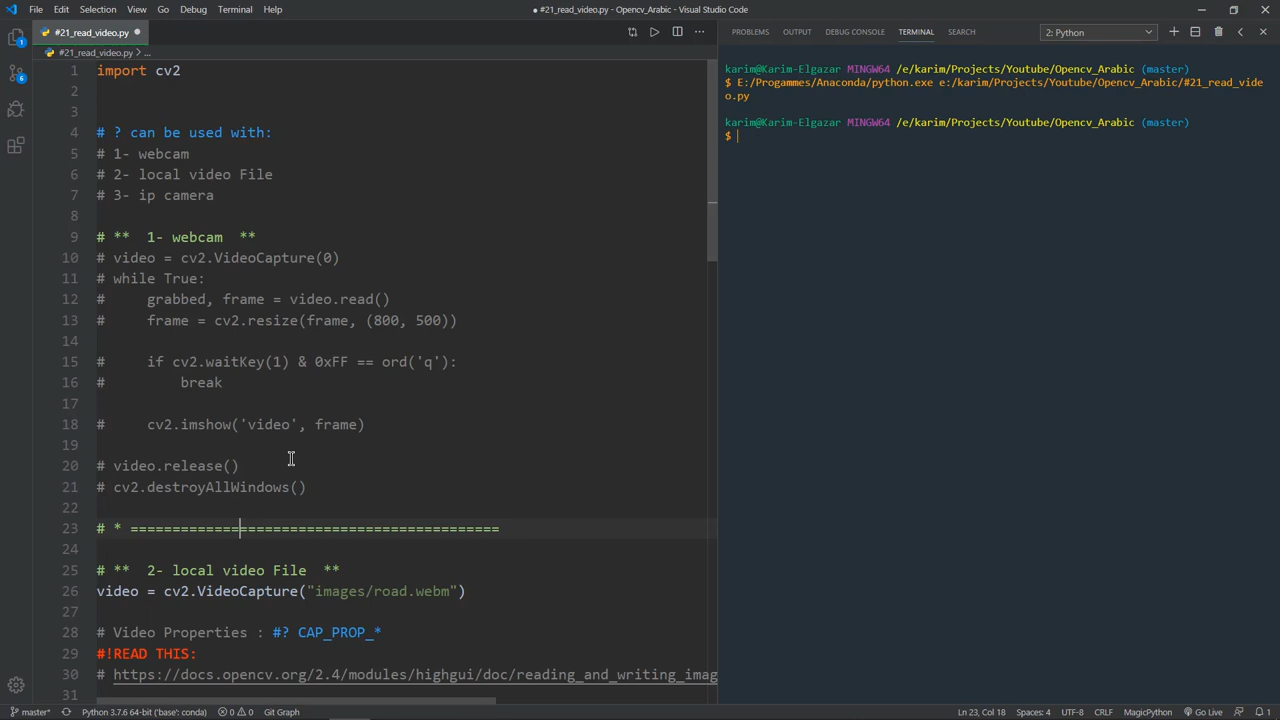 File Edit Selection View Go Debug Terminal Help
● #21_read_video.py - Opencv_Arabic - Visual Studio Code
#21_read_video.py ●
#21_read_video.py > ...
1 import cv2
2
3
4 # ? can be used with:
5 # 1- webcam
6 # 2- local video File
7 # 3- ip camera
8
9 # ** 1- webcam **
10 # video = cv2.VideoCapture(0)
11 # while True:
12 #     grabbed, frame = video.read()
13 #     frame = cv2.resize(frame, (800, 500))
14
15 #     if cv2.waitKey(1) & 0xFF == ord('q'):
16 #         break
17
18 #     cv2.imshow('video', frame)
19
20 # video.release()
21 # cv2.destroyAllWindows()
22
23 # * ============================================
24
25 # ** 2- local video File **
26 video = cv2.VideoCapture("images/road.webm")
27
28 # Video Properties : #? CAP_PROP_*
29 #!READ THIS:
30 # https://docs.opencv.org/2.4/modules/highgui/doc/reading_and_writing_imag
31
PROBLEMS OUTPUT DEBUG CONSOLE TERMINAL SEARCH
2: Python
karim@Karim-Elgazar MINGW64 /e/karim/Projects/Youtube/Opencv_Arabic (master)
$ E:/Progammes/Anaconda/python.exe e:/karim/Projects/Youtube/Opencv_Arabic/#21_read_vide
o.py
karim@Karim-Elgazar MINGW64 /e/karim/Projects/Youtube/Opencv_Arabic (master)
$
1
6
master* Python 3.7.6 64-bit ('base': conda) 0 0 Git Graph
Ln 23, Col 18 Spaces: 4 UTF-8 CRLF MagicPython Go Live 1